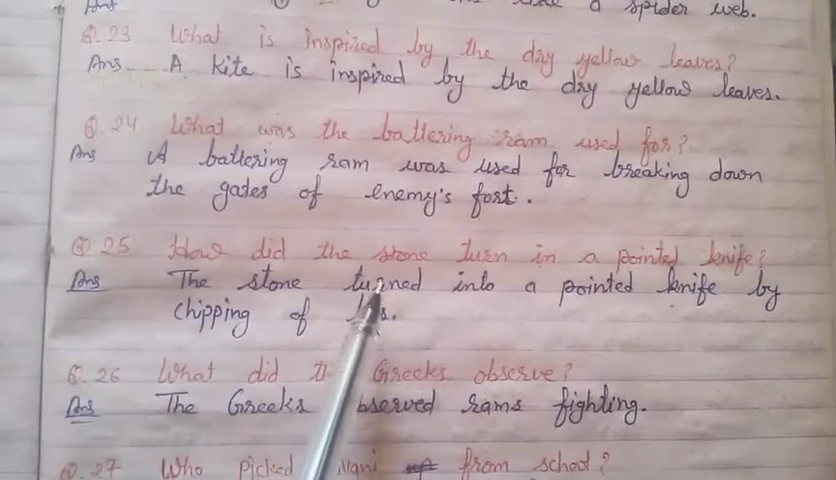 Ans a spider web.
Q.23 What is inspired by the dry yellow leaves?
Ans A kite is inspired by the dry yellow leaves.
Q.24 What was the battering ram used for?
Ans A battering ram was used for breaking down
the gates of enemy's fort.
Q.25 How did the stone turn in a pointed knife?
Ans The stone turned into a pointed knife by
chipping of
Q.26 What did Greeks observe?
Ans The Greeks observed rams fighting.
Q.27 Who picked from school?